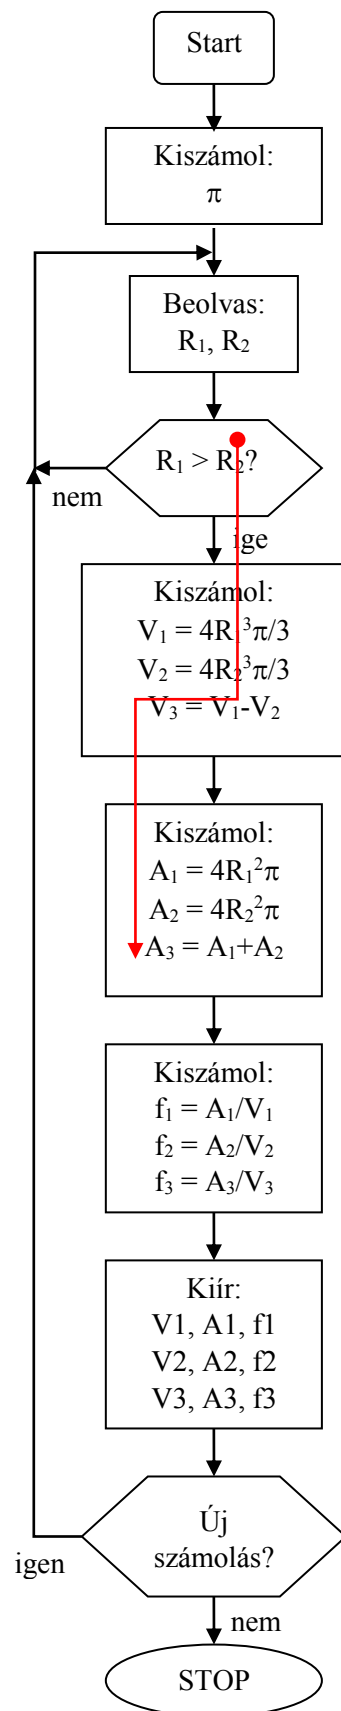 Start
Kiszámol:
π
Beolvas:
R₁, R₂
R₁ > R₂?
nem
ige
Kiszámol:
V₁ = 4R₁³π/3
V₂ = 4R₂³π/3
V₃ = V₁-V₂
Kiszámol:
A₁ = 4R₁²π
A₂ = 4R₂²π
A₃ = A₁+A₂
Kiszámol:
f₁ = A₁/V₁
f₂ = A₂/V₂
f₃ = A₃/V₃
Kiír:
V1, A1, f1
V2, A2, f2
V3, A3, f3
Új
számolás?
igen
nem
STOP